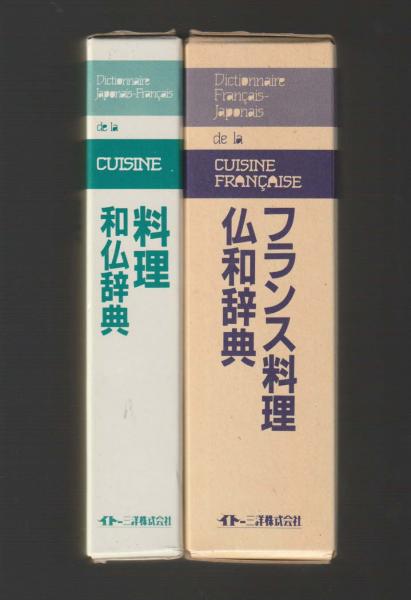 Dictionnaire
Japonais-Français
de la
CUISINE
料理
和仏辞典
イトー三洋株式会社
Dictionnaire
Français-
Japonais
de la
CUISINE
FRANÇAISE
フランス料理
仏和辞典
イトー三洋株式会社